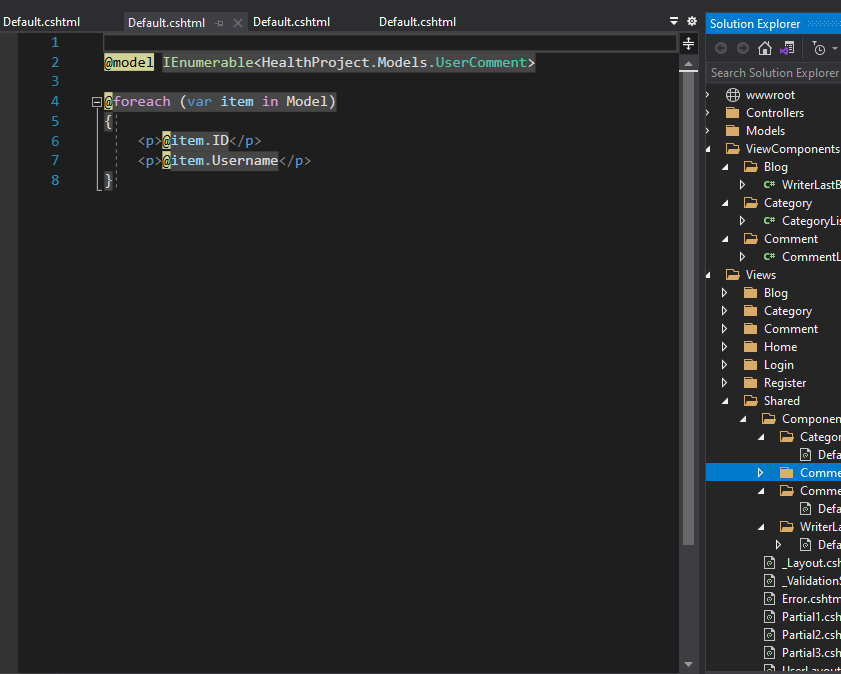 Default.cshtml
Default.cshtml
Default.cshtml
Default.cshtml
1
2 @model IEnumerable<HealthProject.Models.UserComment>
3
4 @foreach (var item in Model)
5 {
6 <p>@item.ID</p>
7 <p>@item.Username</p>
8 }
Solution Explorer
Search Solution Explorer
wwwroot
Controllers
Models
ViewComponents
Blog
C# WriterLastB
Category
C# CategoryLis
Comment
C# CommentL
Views
Blog
Category
Comment
Home
Login
Register
Shared
Componen
Categor
Defa
Comme
Comme
Defa
WriterLa
Defa
_Layout.csh
_ValidationS
Error.cshtm
Partial1.csh
Partial2.csh
Partial3.csh
UserLayout